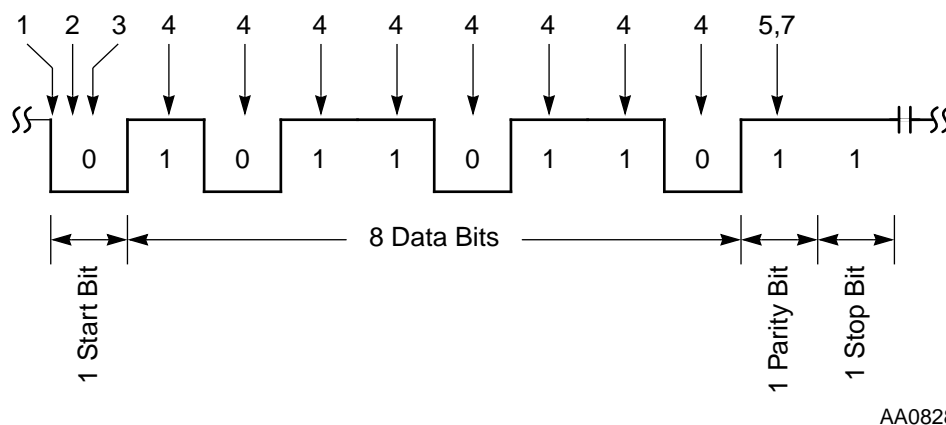 1 2 3 4 4 4 4 4 4 4 4 5,7
0 1 0 1 1 0 1 1 0 1 1
8 Data Bits
1 Start Bit
1 Parity Bit
1 Stop Bit
AA0828